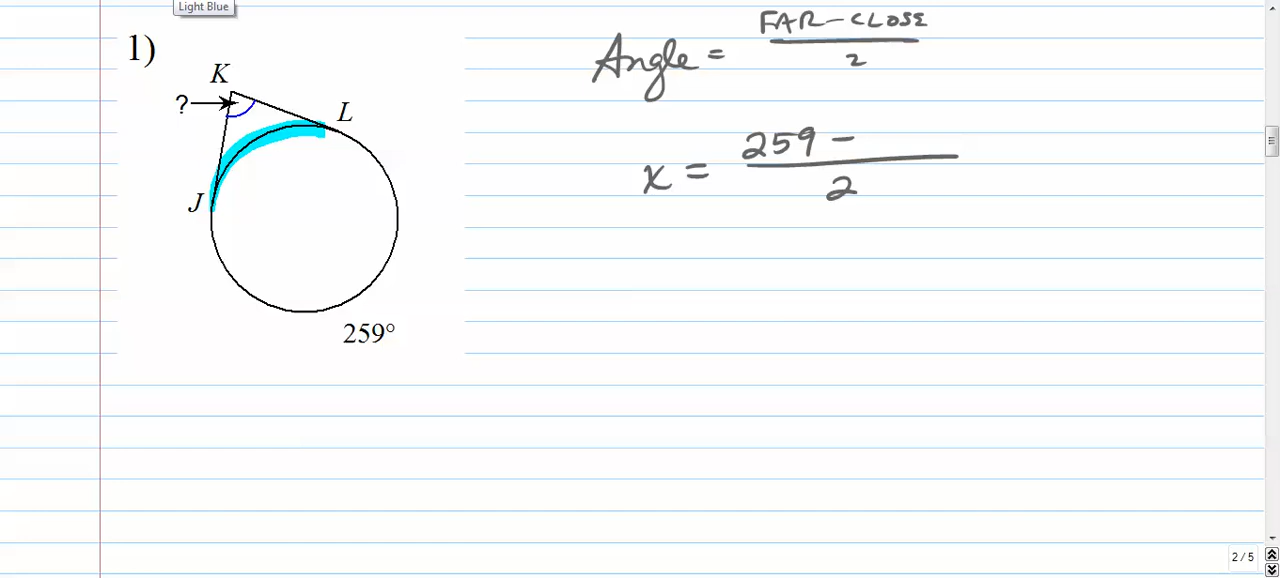 Light Blue
1)
K
?
L
J
259°
Angle = FAR - CLOSE
2
x = 259 -
2
2 / 5